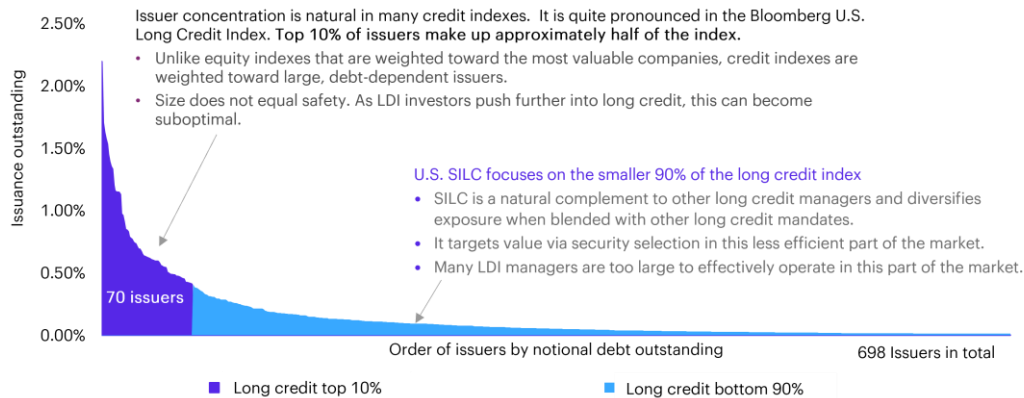 Issuer concentration is natural in many credit indexes.  It is quite pronounced in the Bloomberg U.S.
Long Credit Index. Top 10% of issuers make up approximately half of the index.
• Unlike equity indexes that are weighted toward the most valuable companies, credit indexes are
weighted toward large, debt-dependent issuers.
• Size does not equal safety. As LDI investors push further into long credit, this can become
suboptimal.
2.50%
2.00%
1.50%
1.00%
0.50%
0.00%
Issuance outstanding
U.S. SILC focuses on the smaller 90% of the long credit index
• SILC is a natural complement to other long credit managers and diversifies
exposure when blended with other long credit mandates.
• It targets value via security selection in this less efficient part of the market.
• Many LDI managers are too large to effectively operate in this part of the market.
70 issuers
Order of issuers by notional debt outstanding
698 Issuers in total
Long credit top 10%
Long credit bottom 90%